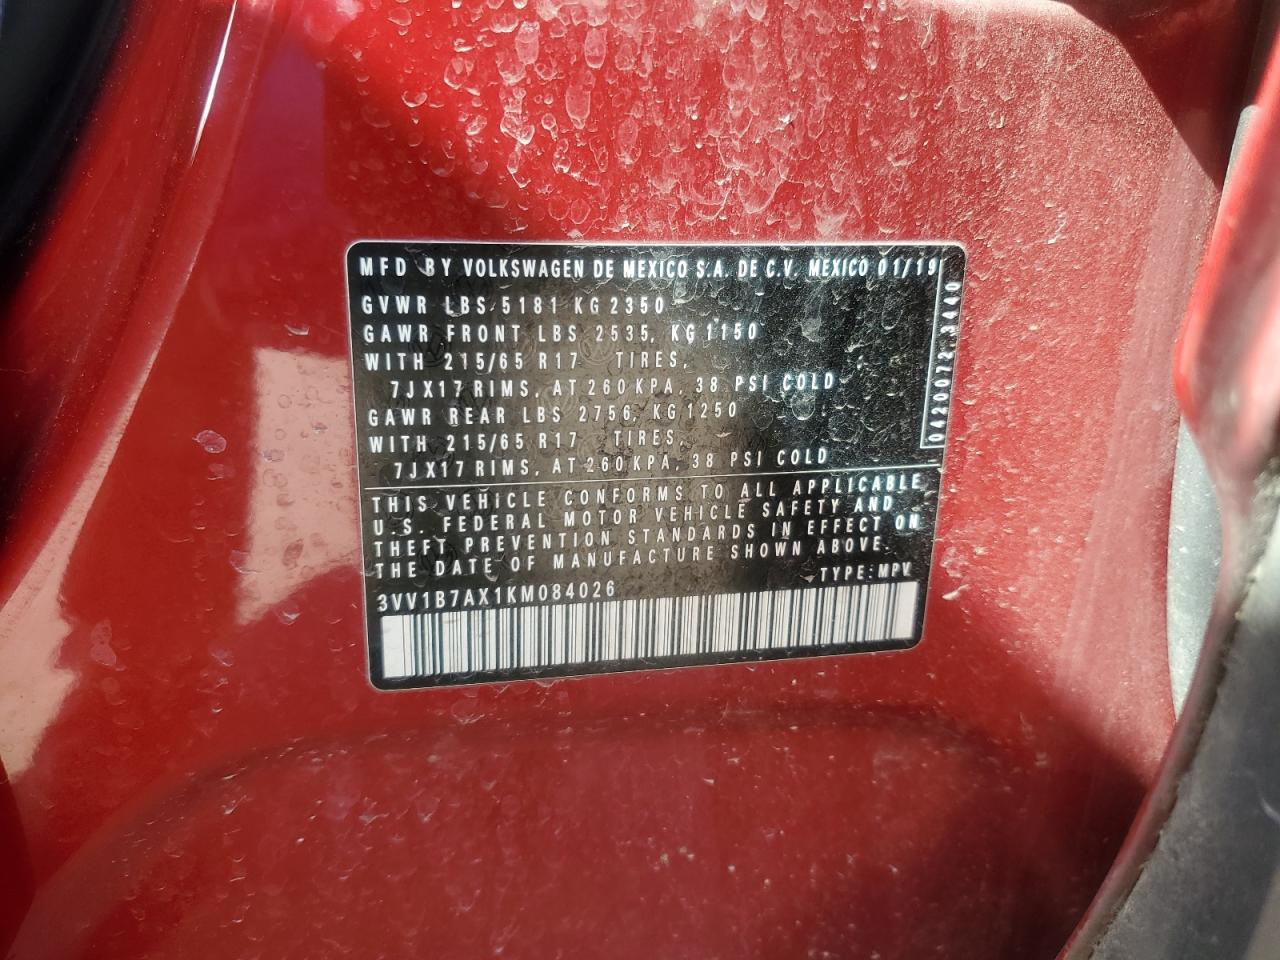 MFD BY VOLKSWAGEN DE MEXICO S.A. DE C.V. MEXICO 01/19
GVWR LBS 5181 KG 2350
GAWR FRONT LBS 2535, KG 1150
WITH 215/65 R17 TIRES,
7JX17 RIMS, AT 260 KPA, 38 PSI COLD
GAWR REAR LBS 2756, KG 1250
WITH 215/65 R17 TIRES,
7JX17 RIMS, AT 260 KPA, 38 PSI COLD
0420072 3440
THIS VEHICLE CONFORMS TO ALL APPLICABLE
U.S. FEDERAL MOTOR VEHICLE SAFETY AND
THEFT PREVENTION STANDARDS IN EFFECT ON
THE DATE OF MANUFACTURE SHOWN ABOVE.
TYPE: MPV
3VV1B7AX1KM084026